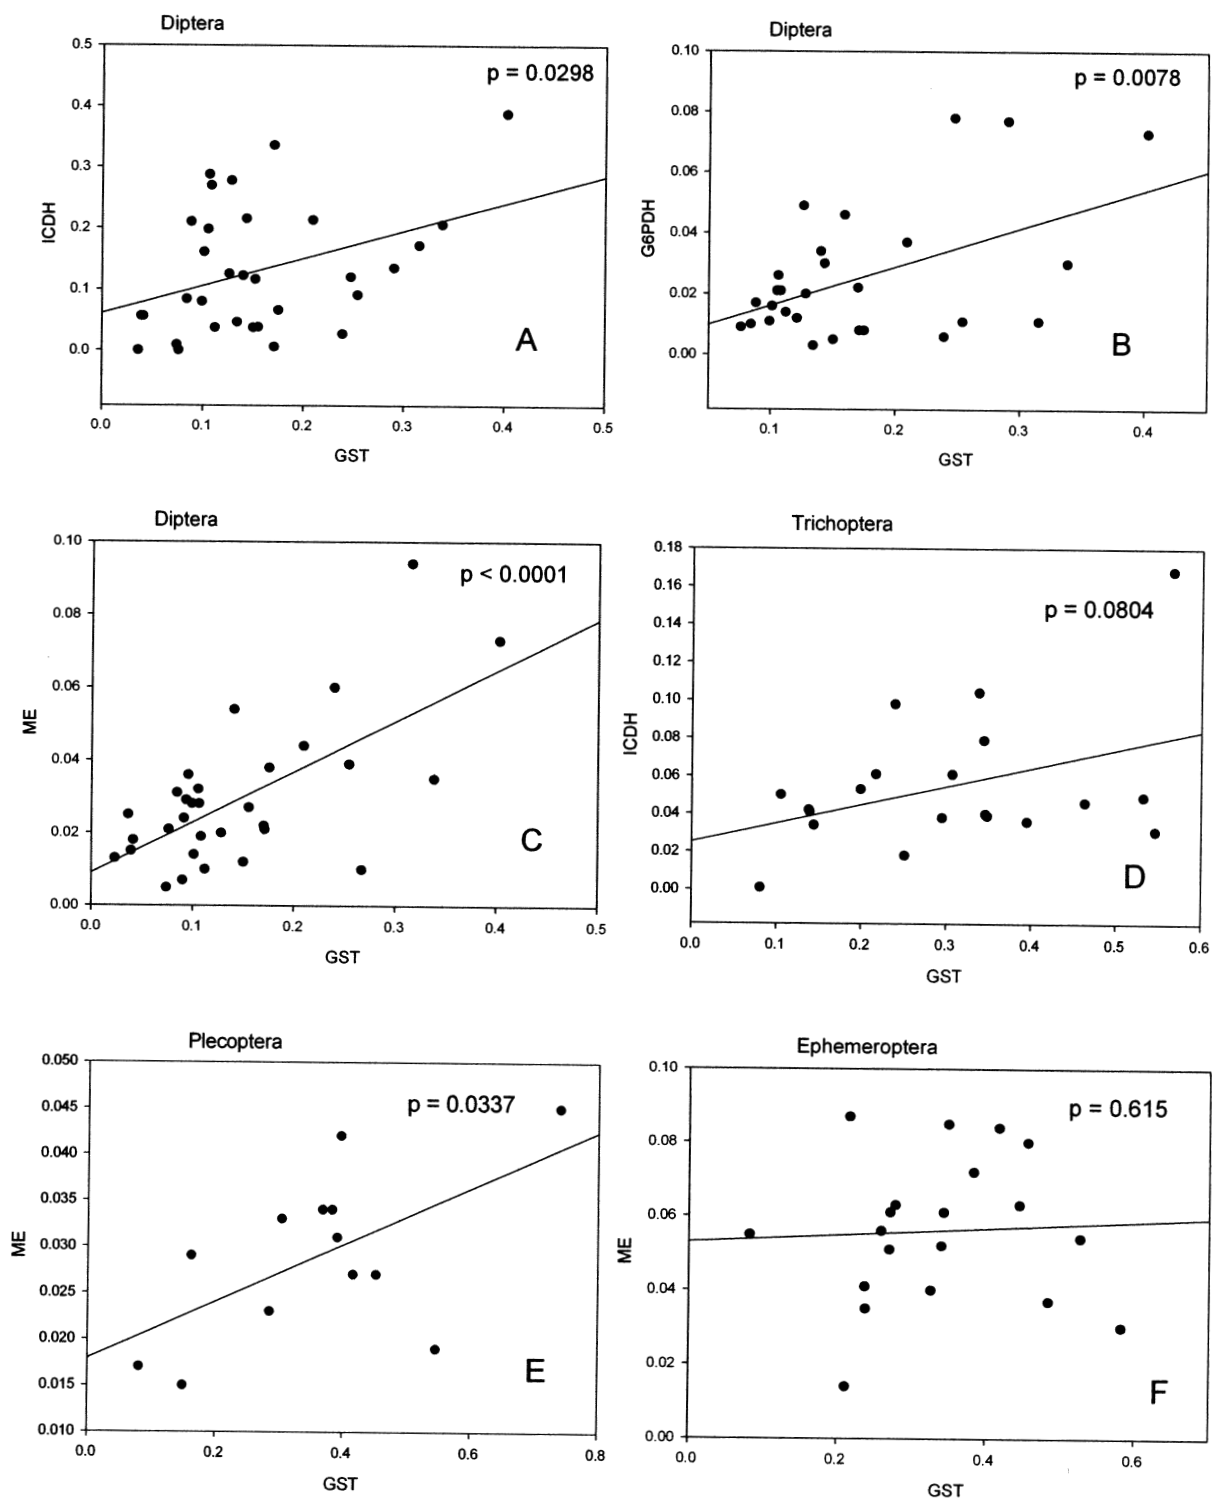 Diptera
p = 0.0298
ICDH
0.5
0.4
0.3
0.2
0.1
0.0
A
0.0 0.1 0.2 0.3 0.4 0.5
GST
Diptera
p = 0.0078
G6PDH
0.10
0.08
0.06
0.04
0.02
0.00
B
0.1 0.2 0.3 0.4
GST
Diptera
p < 0.0001
ME
0.10
0.08
0.06
0.04
0.02
0.00
C
0.0 0.1 0.2 0.3 0.4 0.5
GST
Trichoptera
p = 0.0804
ICDH
0.18
0.16
0.14
0.12
0.10
0.08
0.06
0.04
0.02
0.00
D
0.0 0.1 0.2 0.3 0.4 0.5 0.6
GST
Plecoptera
p = 0.0337
ME
0.050
0.045
0.040
0.035
0.030
0.025
0.020
0.015
0.010
E
0.0 0.2 0.4 0.6 0.8
GST
Ephemeroptera
p = 0.615
ME
0.10
0.08
0.06
0.04
0.02
0.00
F
0.0 0.2 0.4 0.6
GST